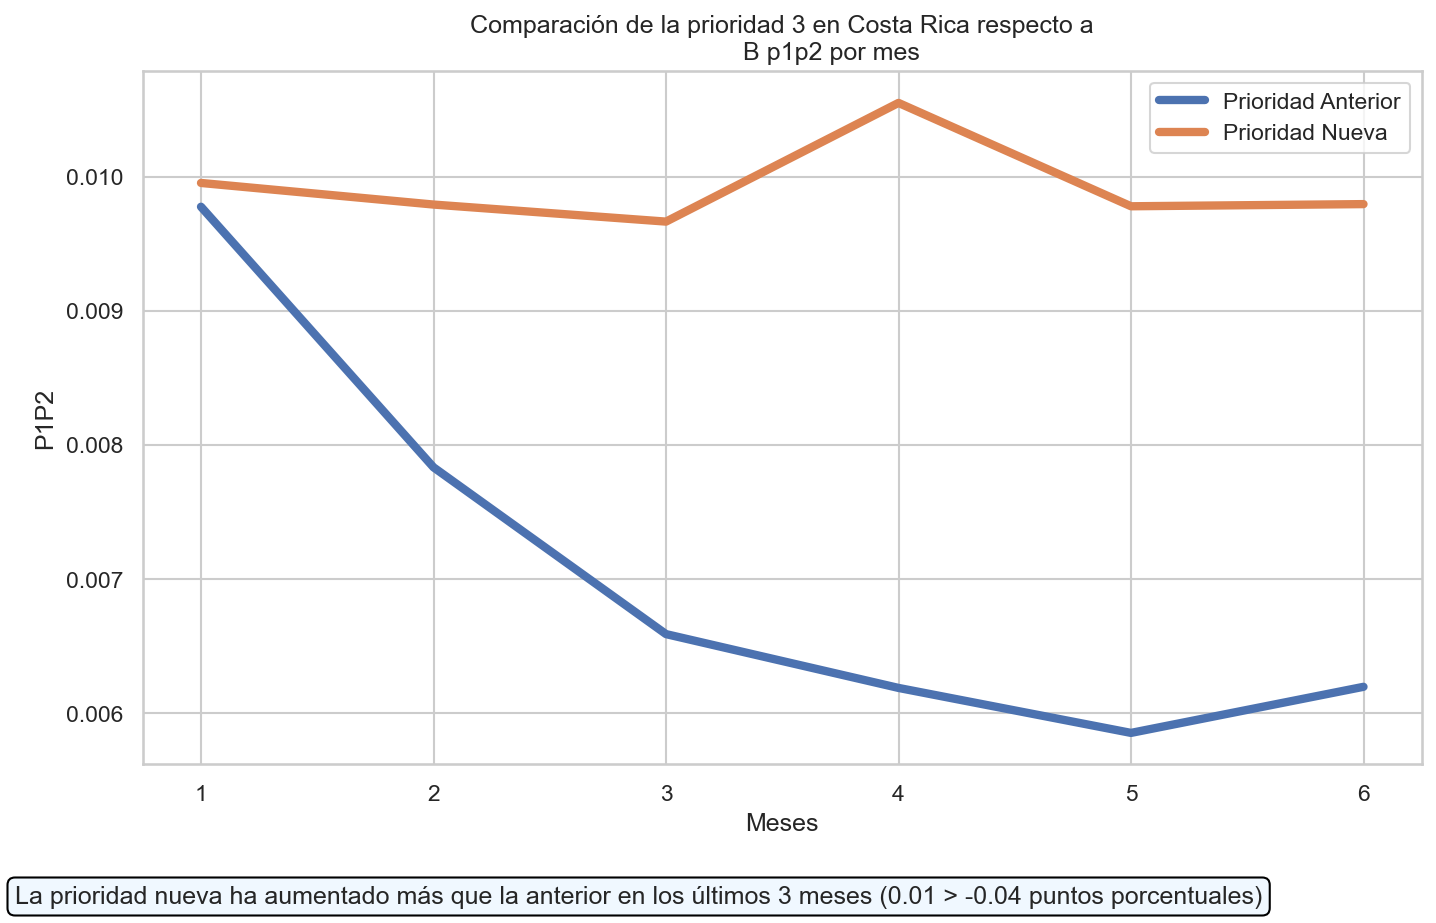 Comparación de la prioridad 3 en Costa Rica respecto a
B p1p2 por mes
Prioridad Anterior
Prioridad Nueva
0.010
0.009
0.008
0.007
0.006
P1P2
1 2 3 4 5 6
Meses
La prioridad nueva ha aumentado más que la anterior en los últimos 3 meses (0.01 > -0.04 puntos porcentuales)